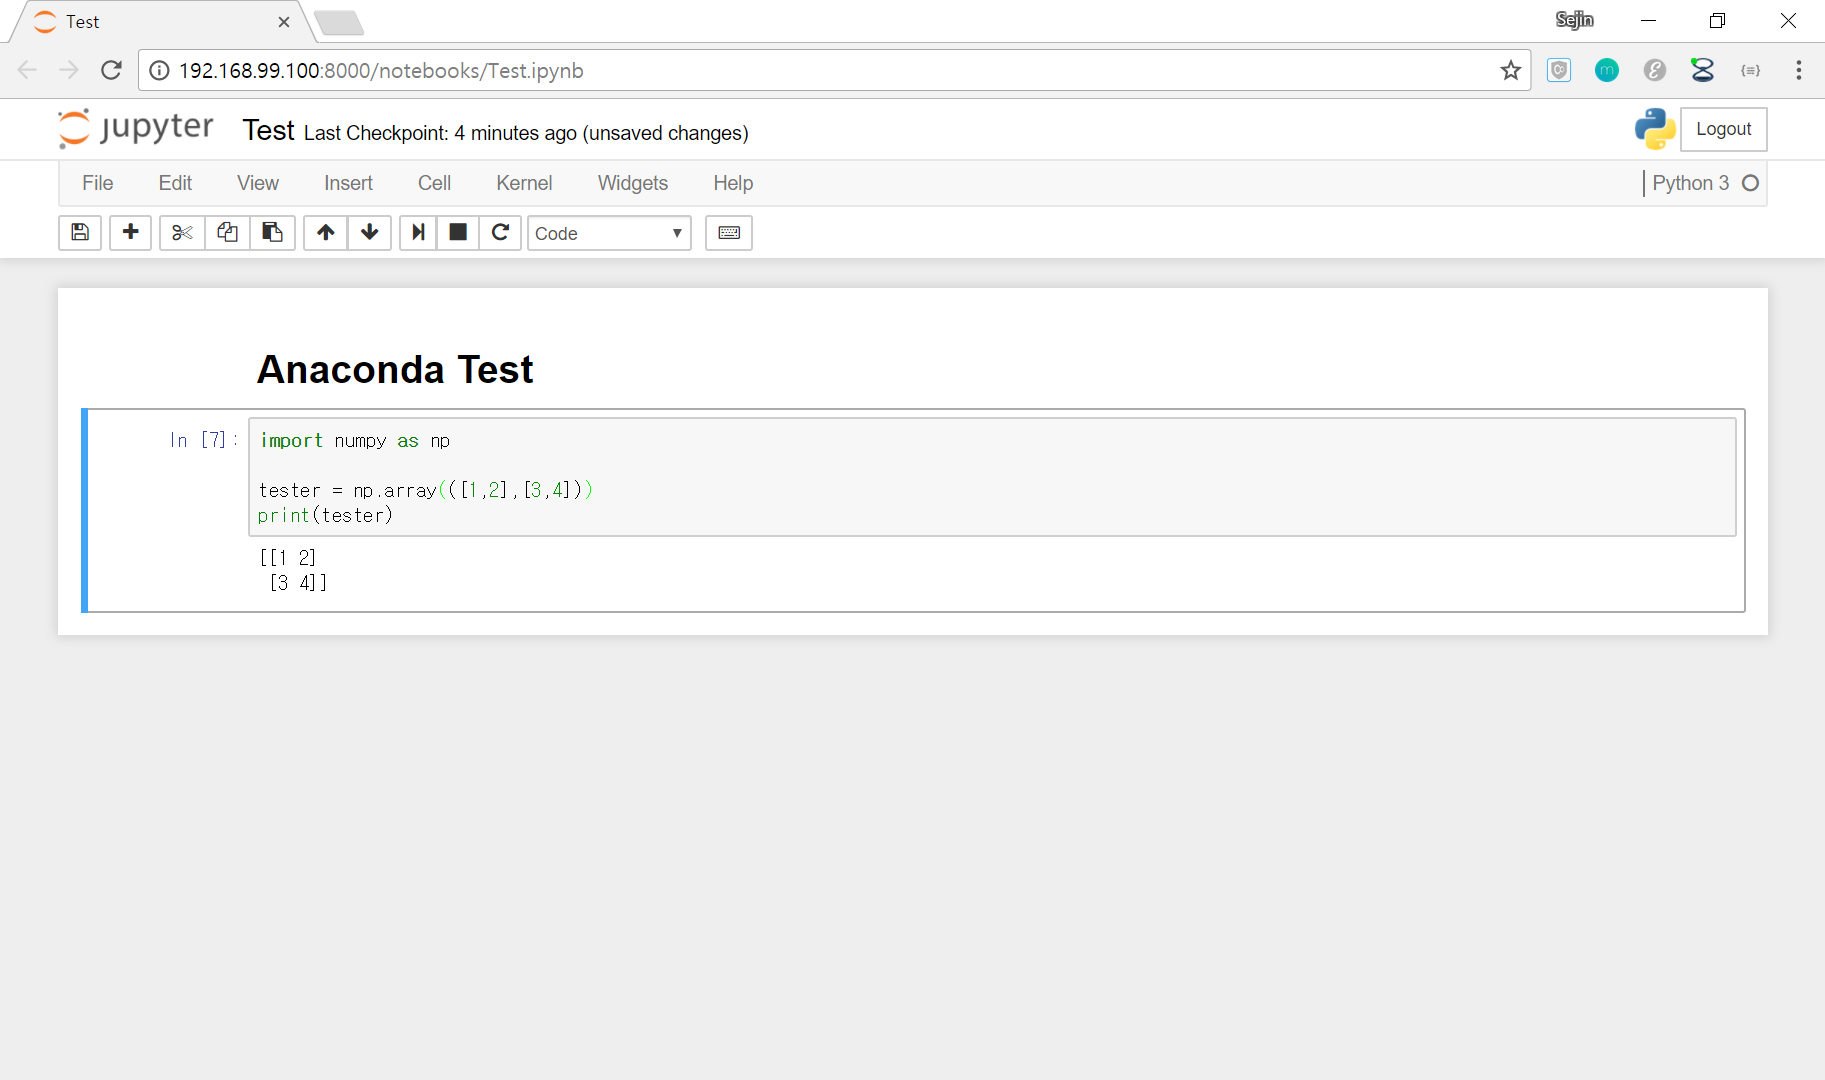 Test
Sejin
192.168.99.100:8000/notebooks/Test.ipynb
jupyter Test Last Checkpoint: 4 minutes ago (unsaved changes)
Logout
File Edit View Insert Cell Kernel Widgets Help Python 3
Code
Anaconda Test
In [7]: import numpy as np
tester = np.array(([1,2],[3,4]))
print(tester)
[[1 2]
[3 4]]